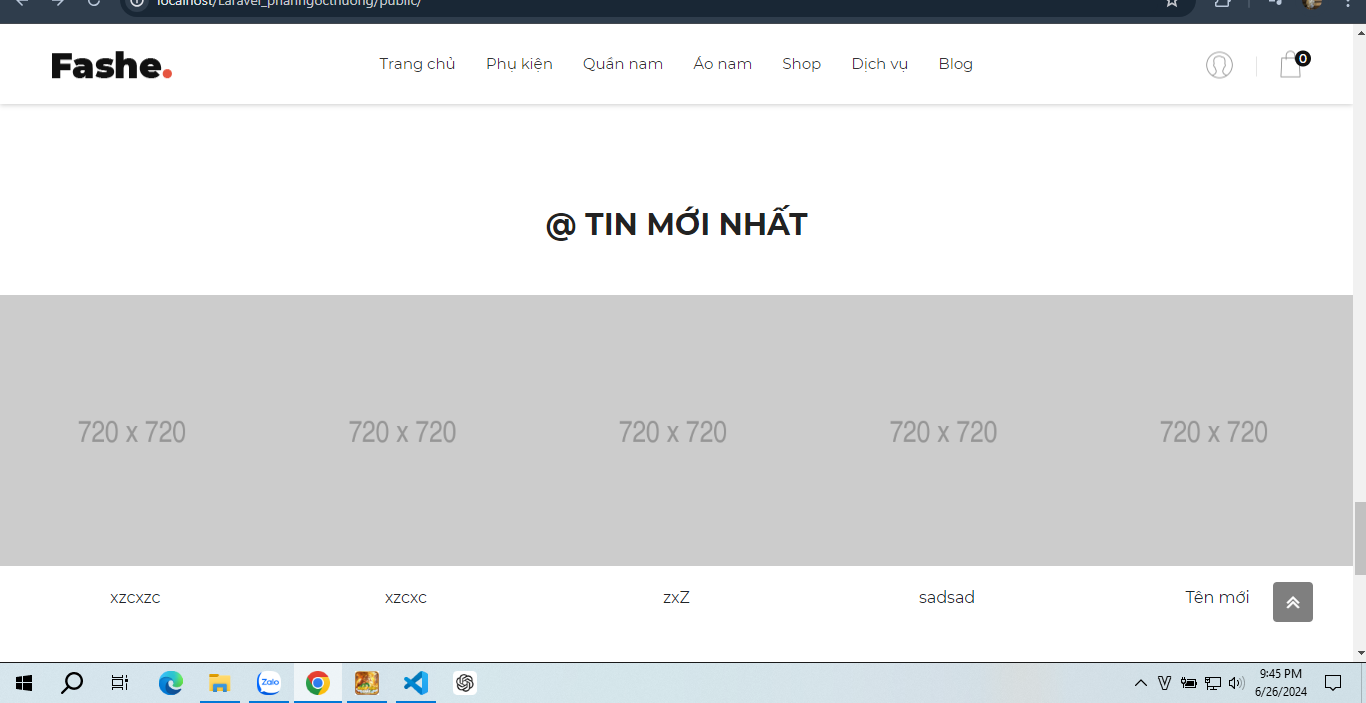 localhost/Laravel_phanngocthuong/public/
Fashe.
Trang chủ Phụ kiện Quần nam Áo nam Shop Dịch vụ Blog
0
@ TIN MỚI NHẤT
720 x 720 720 x 720 720 x 720 720 x 720 720 x 720
xzcxzc xzcxc zxZ sadsad Tên mới
Zalo
9:45 PM
6/26/2024